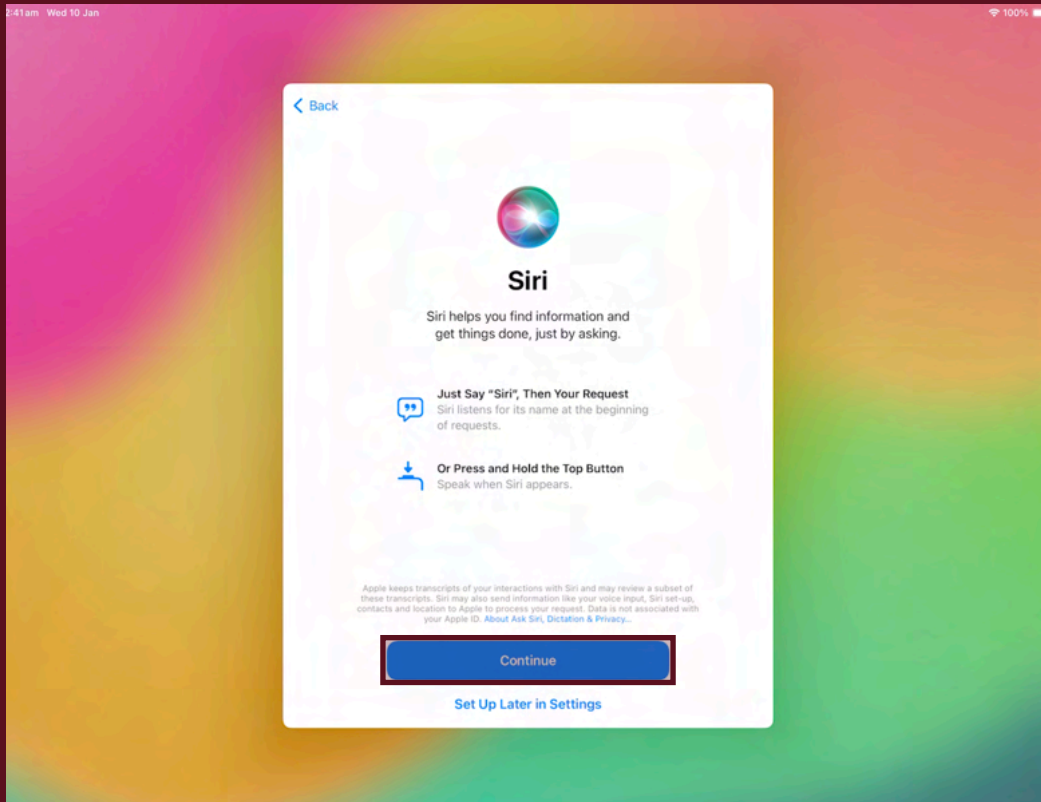 2:41am Wed 10 Jan
100%
Back
Siri
Siri helps you find information and
get things done, just by asking.
Just Say “Siri”, Then Your Request
Siri listens for its name at the beginning
of requests.
Or Press and Hold the Top Button
Speak when Siri appears.
Apple keeps transcripts of your interactions with Siri and may review a subset of
these transcripts. Siri may also send information like your voice input, Siri set-up,
contacts and location to Apple to process your request. Data is not associated with
your Apple ID. About Ask Siri, Dictation & Privacy...
Continue
Set Up Later in Settings